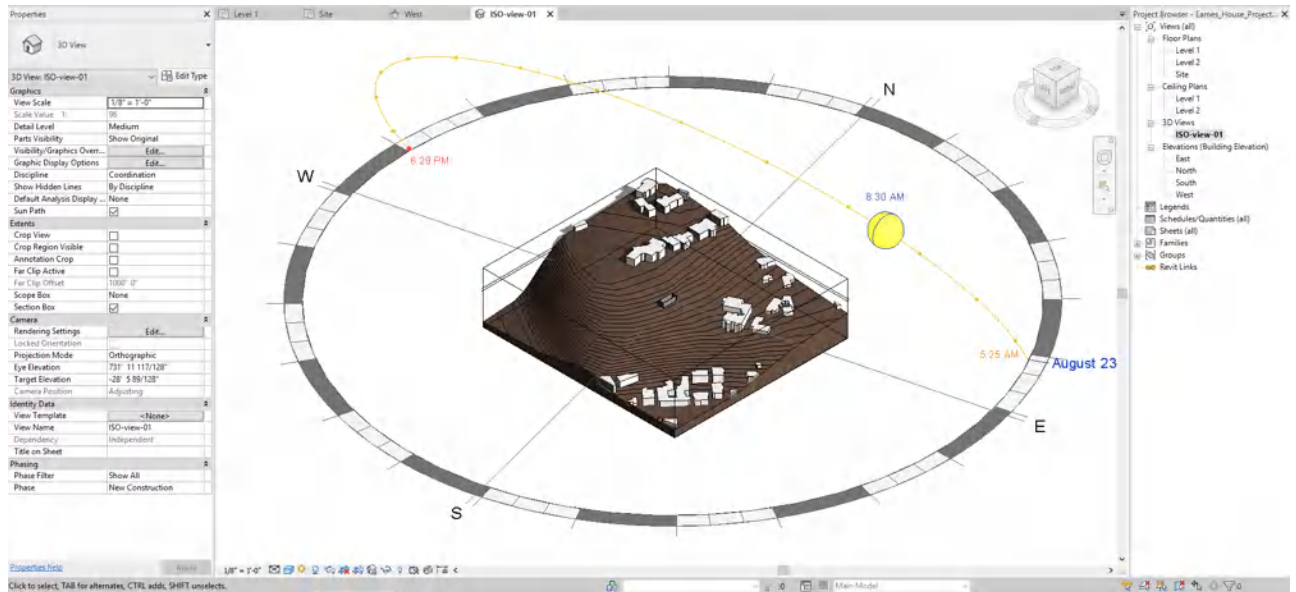 Properties
3D View
3D View: ISO-view-01
Edit Type
Graphics
View Scale 1/8" = 1'-0"
Scale Value 1: 96
Detail Level Medium
Parts Visibility Show Original
Visibility/Graphics Overr... Edit...
Graphic Display Options Edit...
Discipline Coordination
Show Hidden Lines By Discipline
Default Analysis Display ... None
Sun Path
Extents
Crop View
Crop Region Visible
Annotation Crop
Far Clip Active
Far Clip Offset 1000' 0"
Scope Box None
Section Box
Camera
Rendering Settings Edit...
Locked Orientation
Projection Mode Orthographic
Eye Elevation 731' 11 117/128"
Target Elevation -28' 5 89/128"
Camera Position Adjusting
Identity Data
View Template <None>
View Name ISO-view-01
Dependency Independent
Title on Sheet
Phasing
Phase Filter Show All
Phase New Construction
Properties help
Apply
Level 1
Site
West
ISO-view-01
N
W
6:29 PM
8:30 AM
5:25 AM
August 23
E
S
1/8" = 1'-0"
Project Browser - Eames_House_Project...
Views (all)
Floor Plans
Level 1
Level 2
Site
Ceiling Plans
Level 1
Level 2
3D Views
ISO-view-01
Elevations (Building Elevation)
East
North
South
West
Legends
Schedules/Quantities (all)
Sheets (all)
Families
Groups
Revit Links
Click to select, TAB for alternates, CTRL adds, SHIFT unselects.
:0
Main Model
:0